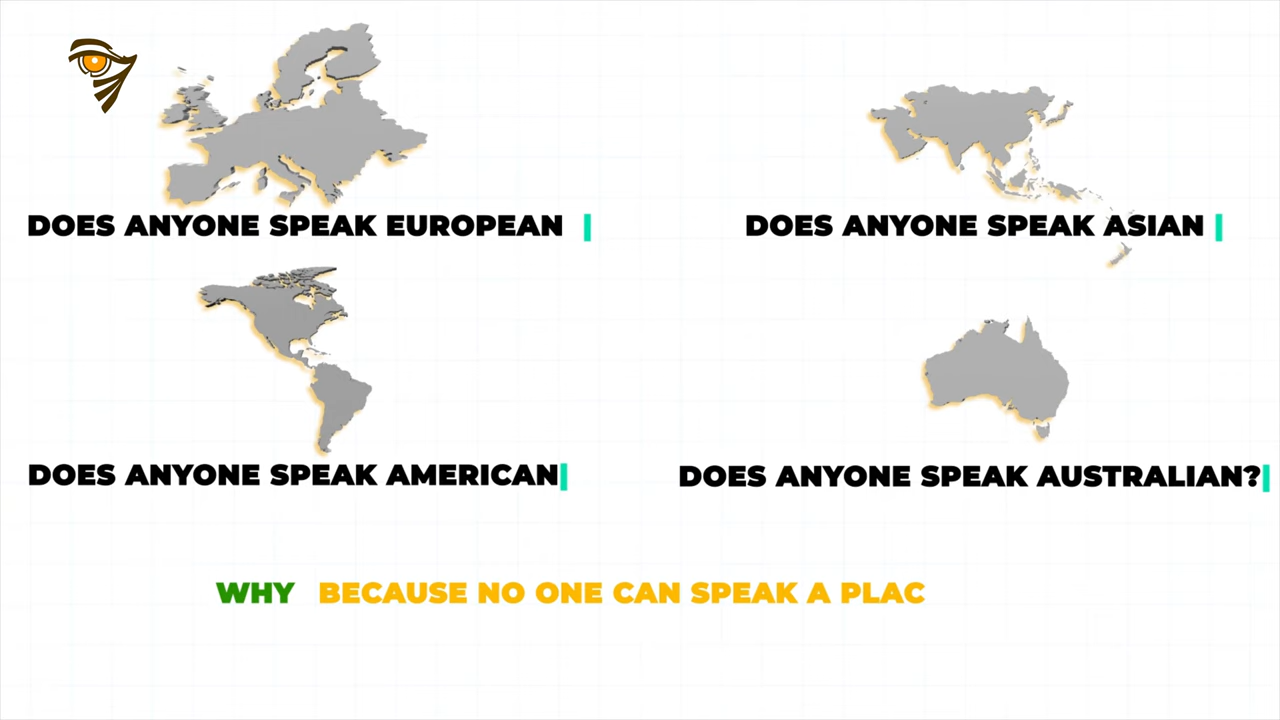 DOES ANYONE SPEAK EUROPEAN
DOES ANYONE SPEAK ASIAN
DOES ANYONE SPEAK AMERICAN
DOES ANYONE SPEAK AUSTRALIAN?
WHY BECAUSE NO ONE CAN SPEAK A PLAC